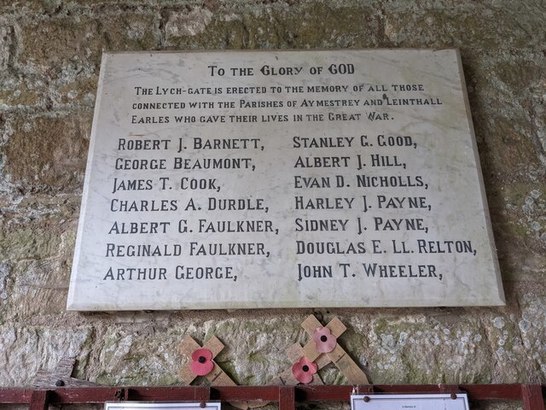 To the Glory of GOD
The Lych-gate is erected to the memory of all those
connected with the Parishes of Aymestrey and Leinthall
Earles who gave their lives in the Great War.
Robert J. Barnett,
George Beaumont,
James T. Cook,
Charles A. Durdle,
Albert G. Faulkner,
Reginald Faulkner,
Arthur George,
Stanley G. Good,
Albert J. Hill,
Evan D. Nicholls,
Harley J. Payne,
Sidney J. Payne,
Douglas E. Ll. Relton,
John T. Wheeler,